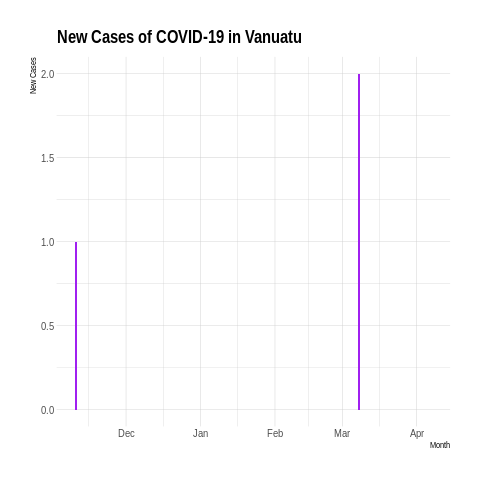 New Cases of COVID-19 in Vanuatu
New Cases
2.0
1.5
1.0
0.5
0.0
Dec Jan Feb Mar Apr
Month